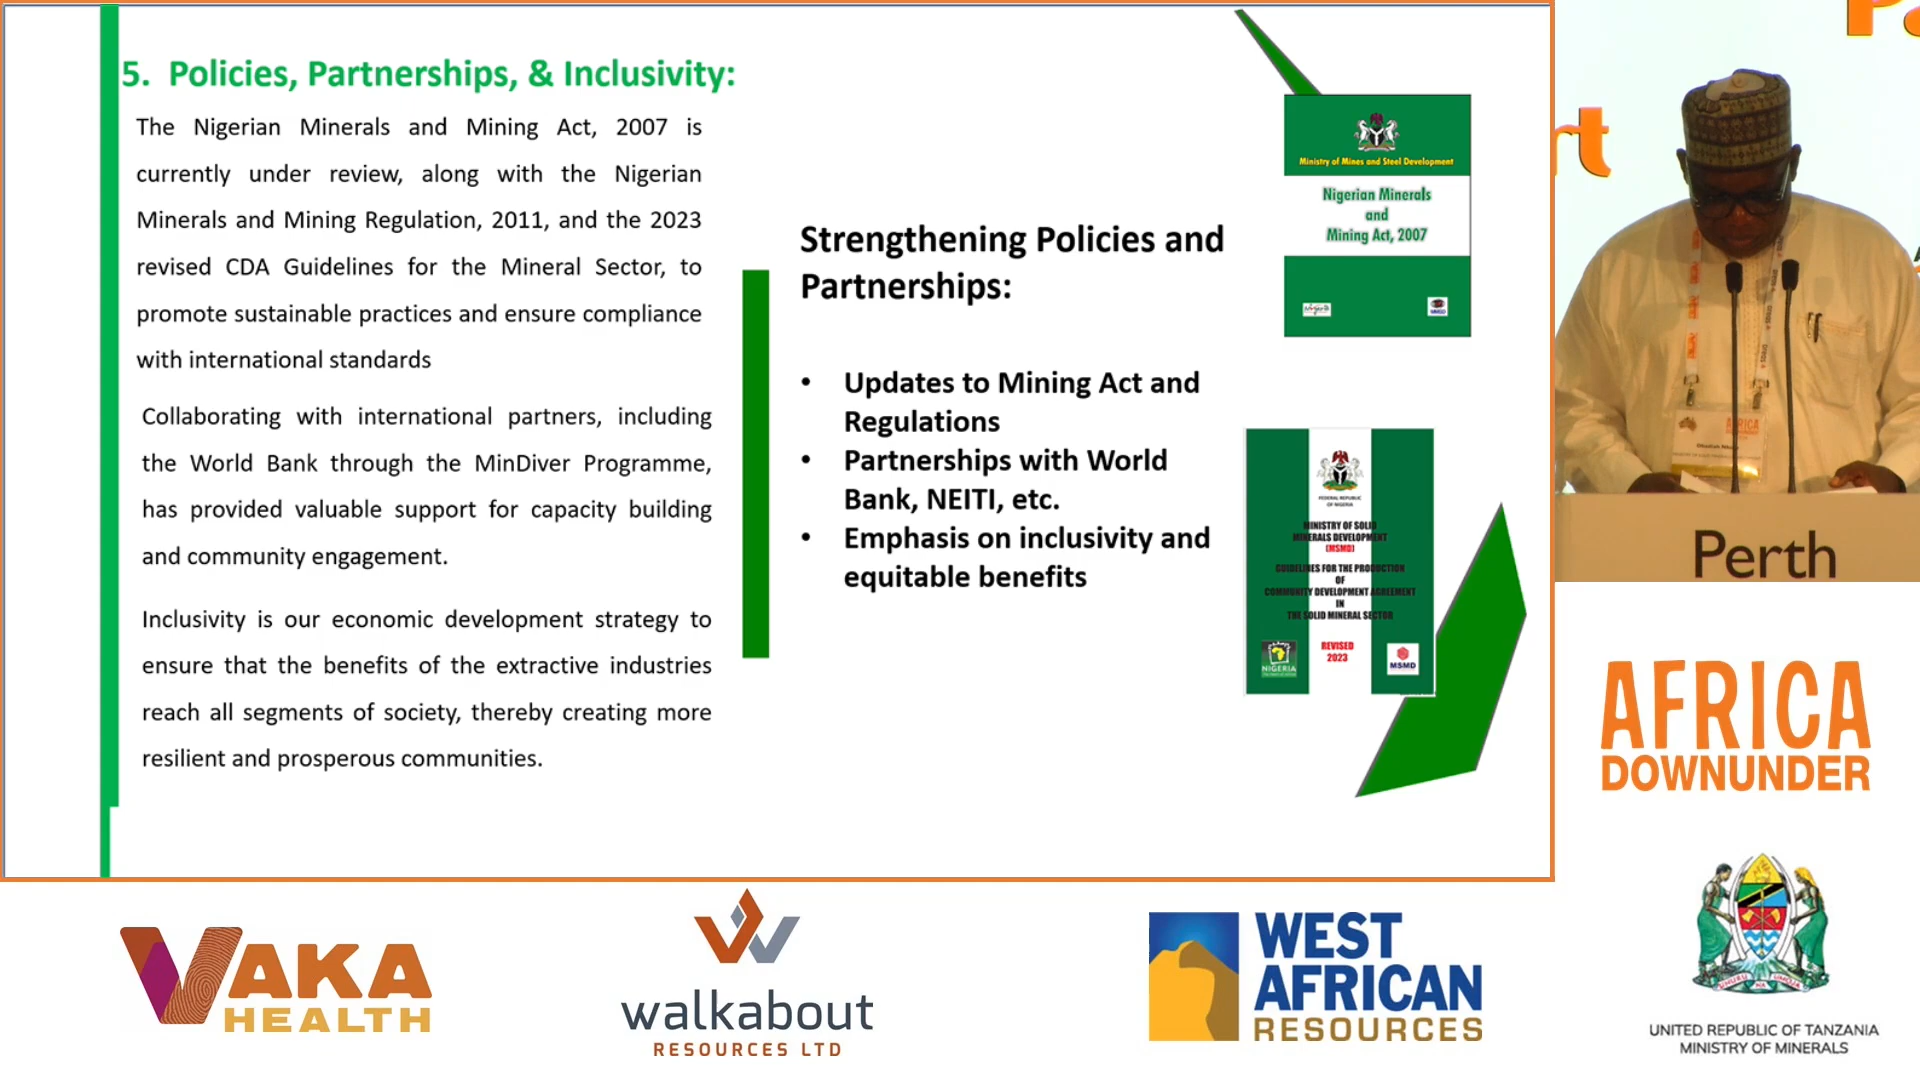 5. Policies, Partnerships, & Inclusivity:
The Nigerian Minerals and Mining Act, 2007 is
currently under review, along with the Nigerian
Minerals and Mining Regulation, 2011, and the 2023
revised CDA Guidelines for the Mineral Sector, to
promote sustainable practices and ensure compliance
with international standards
Collaborating with international partners, including
the World Bank through the MinDiver Programme,
has provided valuable support for capacity building
and community engagement.
Inclusivity is our economic development strategy to
ensure that the benefits of the extractive industries
reach all segments of society, thereby creating more
resilient and prosperous communities.
Strengthening Policies and
Partnerships:
• Updates to Mining Act and
Regulations
• Partnerships with World
Bank, NEITI, etc.
• Emphasis on inclusivity and
equitable benefits
Ministry of Mines and Steel Development
Nigerian Minerals
and
Mining Act, 2007
FEDERAL REPUBLIC
OF NIGERIA
MINISTRY OF SOLID
MINERALS DEVELOPMENT
(MSMD)
GUIDELINES FOR THE PRODUCTION
OF
COMMUNITY DEVELOPMENT AGREEMENT
IN
THE SOLID MINERAL SECTOR
REVISED
2023
NIGERIA
MSMD
rt
AFRICA
Perth
AFRICA
DOWNUNDER
VAKA
HEALTH
walkabout
RESOURCES LTD
WEST
AFRICAN
RESOURCES
UHURU NA UMOJA
UNITED REPUBLIC OF TANZANIA
MINISTRY OF MINERALS